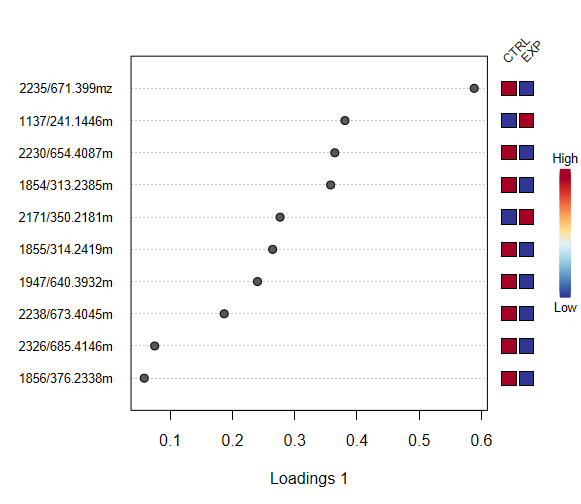 CTRL
EXP
2235/671.399mz
1137/241.1446m
2230/654.4087m
1854/313.2385m
2171/350.2181m
1855/314.2419m
1947/640.3932m
2238/673.4045m
2326/685.4146m
1856/376.2338m
High
Low
0.1 0.2 0.3 0.4 0.5 0.6
Loadings 1